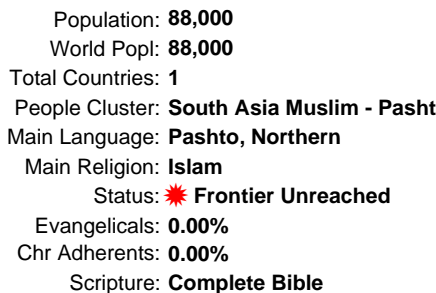 Population: 88,000
World Popl: 88,000
Total Countries: 1
People Cluster: South Asia Muslim - Pasht
Main Language: Pashto, Northern
Main Religion: Islam
Status: Frontier Unreached
Evangelicals: 0.00%
Chr Adherents: 0.00%
Scripture: Complete Bible